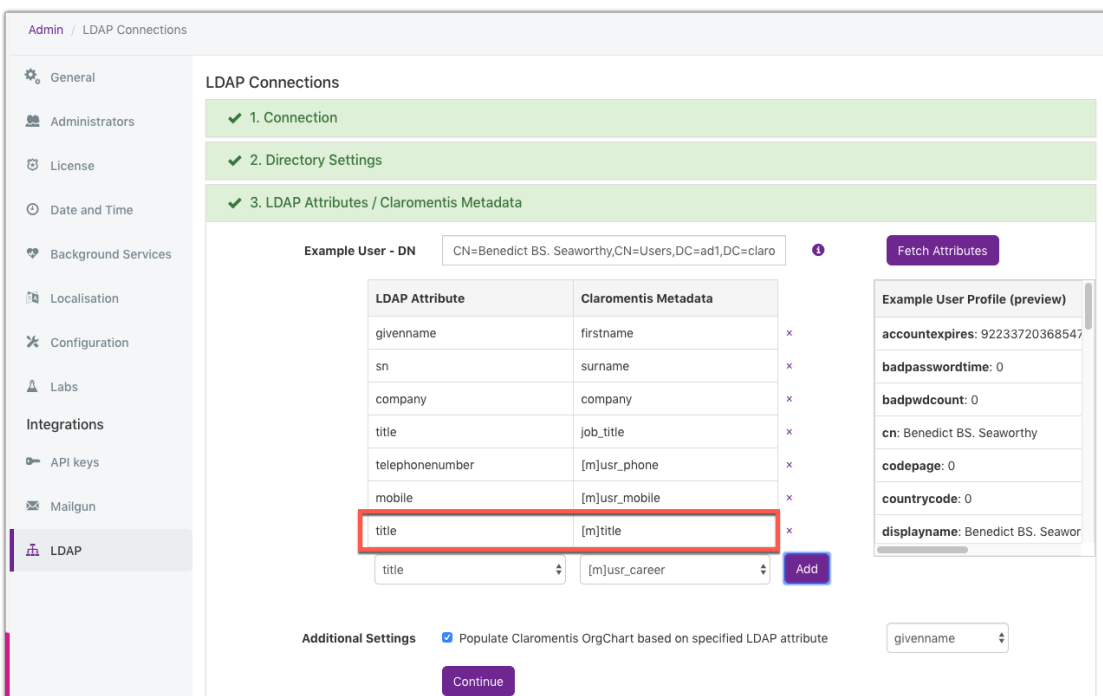 Admin / LDAP Connections
General
Administrators
License
Date and Time
Background Services
Localisation
Configuration
Labs
Integrations
API keys
Mailgun
LDAP
LDAP Connections
1. Connection
2. Directory Settings
3. LDAP Attributes / Claromentis Metadata
Example User - DN CN=Benedict BS. Seaworthy,CN=Users,DC=ad1,DC=claro Fetch Attributes
LDAP Attribute Claromentis Metadata
givenname firstname ×
sn surname ×
company company ×
title job_title ×
telephonenumber [m]usr_phone ×
mobile [m]usr_mobile ×
title [m]title ×
title [m]usr_career Add
Example User Profile (preview)
accountexpires: 92233720368547
badpasswordtime: 0
badpwdcount: 0
cn: Benedict BS. Seaworthy
codepage: 0
countrycode: 0
displayname: Benedict BS. Seawor
Additional Settings Populate Claromentis OrgChart based on specified LDAP attribute givenname
Continue